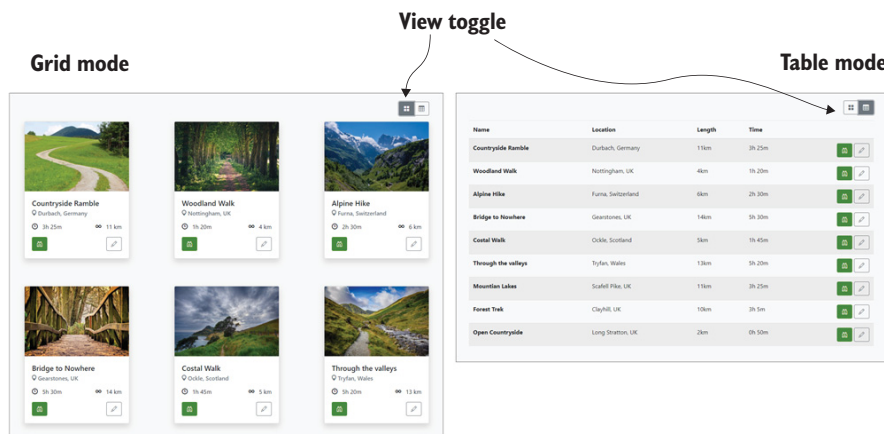 View toggle
Grid mode
Table mode
Countryside Ramble
Durbach, Germany
3h 25m 11 km
Woodland Walk
Nottingham, UK
1h 20m 4 km
Alpine Hike
Furna, Switzerland
2h 30m 6 km
Bridge to Nowhere
Gearstones, UK
5h 30m 14 km
Costal Walk
Ockle, Scotland
1h 45m 5 km
Through the valleys
Tryfan, Wales
5h 20m 13 km
Name Location Length Time
Countryside Ramble Durbach, Germany 11km 3h 25m
Woodland Walk Nottingham, UK 4km 1h 20m
Alpine Hike Furna, Switzerland 6km 2h 30m
Bridge to Nowhere Gearstones, UK 14km 5h 30m
Costal Walk Ockle, Scotland 5km 1h 45m
Through the valleys Tryfan, Wales 13km 5h 20m
Mountian Lakes Scafell Pike, UK 11km 3h 25m
Forest Trek Clayhill, UK 10km 3h 5m
Open Countryside Long Stratton, UK 2km 0h 50m